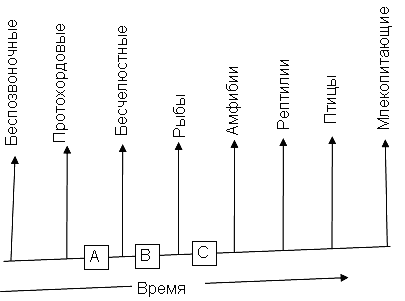 Беспозвоночные
Протохордовые
Бесчелюстные
Рыбы
Амфибии
Рептилии
Птицы
Млекопитающие
A
B
C
Время